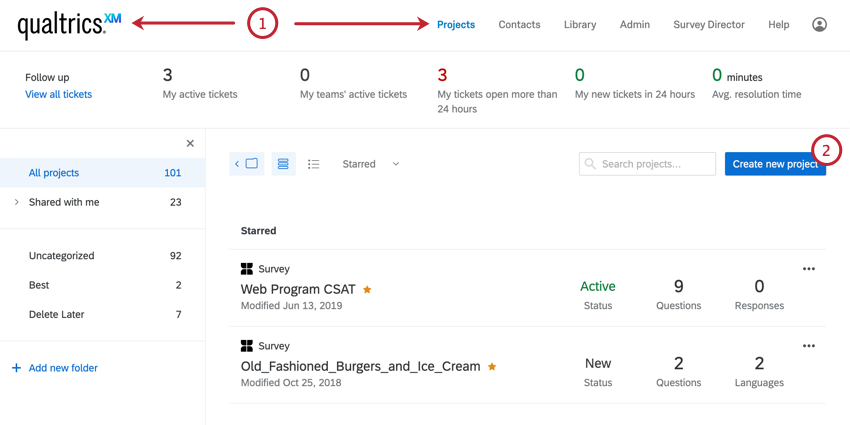 qualtrics.XM
1
Projects
Contacts
Library
Admin
Survey Director
Help
Follow up
View all tickets
3
My active tickets
0
My teams' active tickets
3
My tickets open more than
24 hours
0
My new tickets in 24 hours
0 minutes
Avg. resolution time
All projects 101
Shared with me 23
Uncategorized 92
Best 2
Delete Later 7
Add new folder
Starred
Search projects...
Create new project
2
Starred
Survey
Web Program CSAT
Modified Jun 13, 2019
Active
Status
9
Questions
0
Responses
Survey
Old_Fashioned_Burgers_and_Ice_Cream
Modified Oct 25, 2018
New
Status
2
Questions
2
Languages